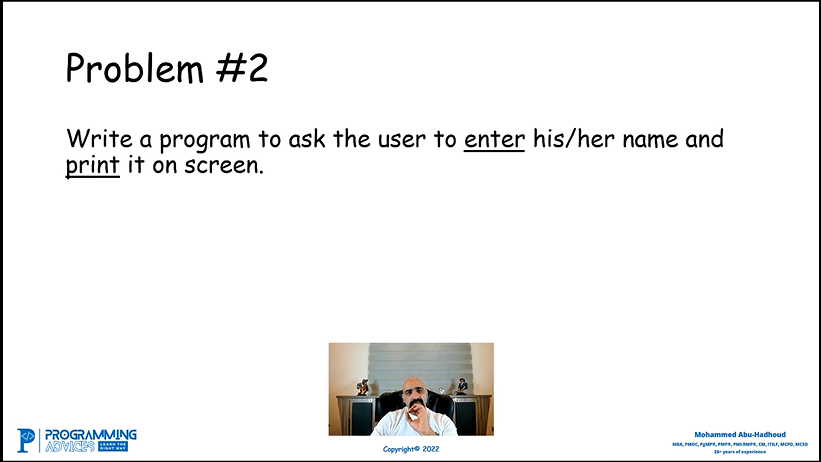 Problem #2
Write a program to ask the user to enter his/her name and
print it on screen.
PROGRAMMING
ADVICES LEARN THE RIGHT WAY
Copyright© 2022
Mohammed Abu-Hadhoud
MBA, PMOC, PgMP®, PMP®, PMI-RMP®, CM, ITILF, MCPD, MCSD
26+ years of experience